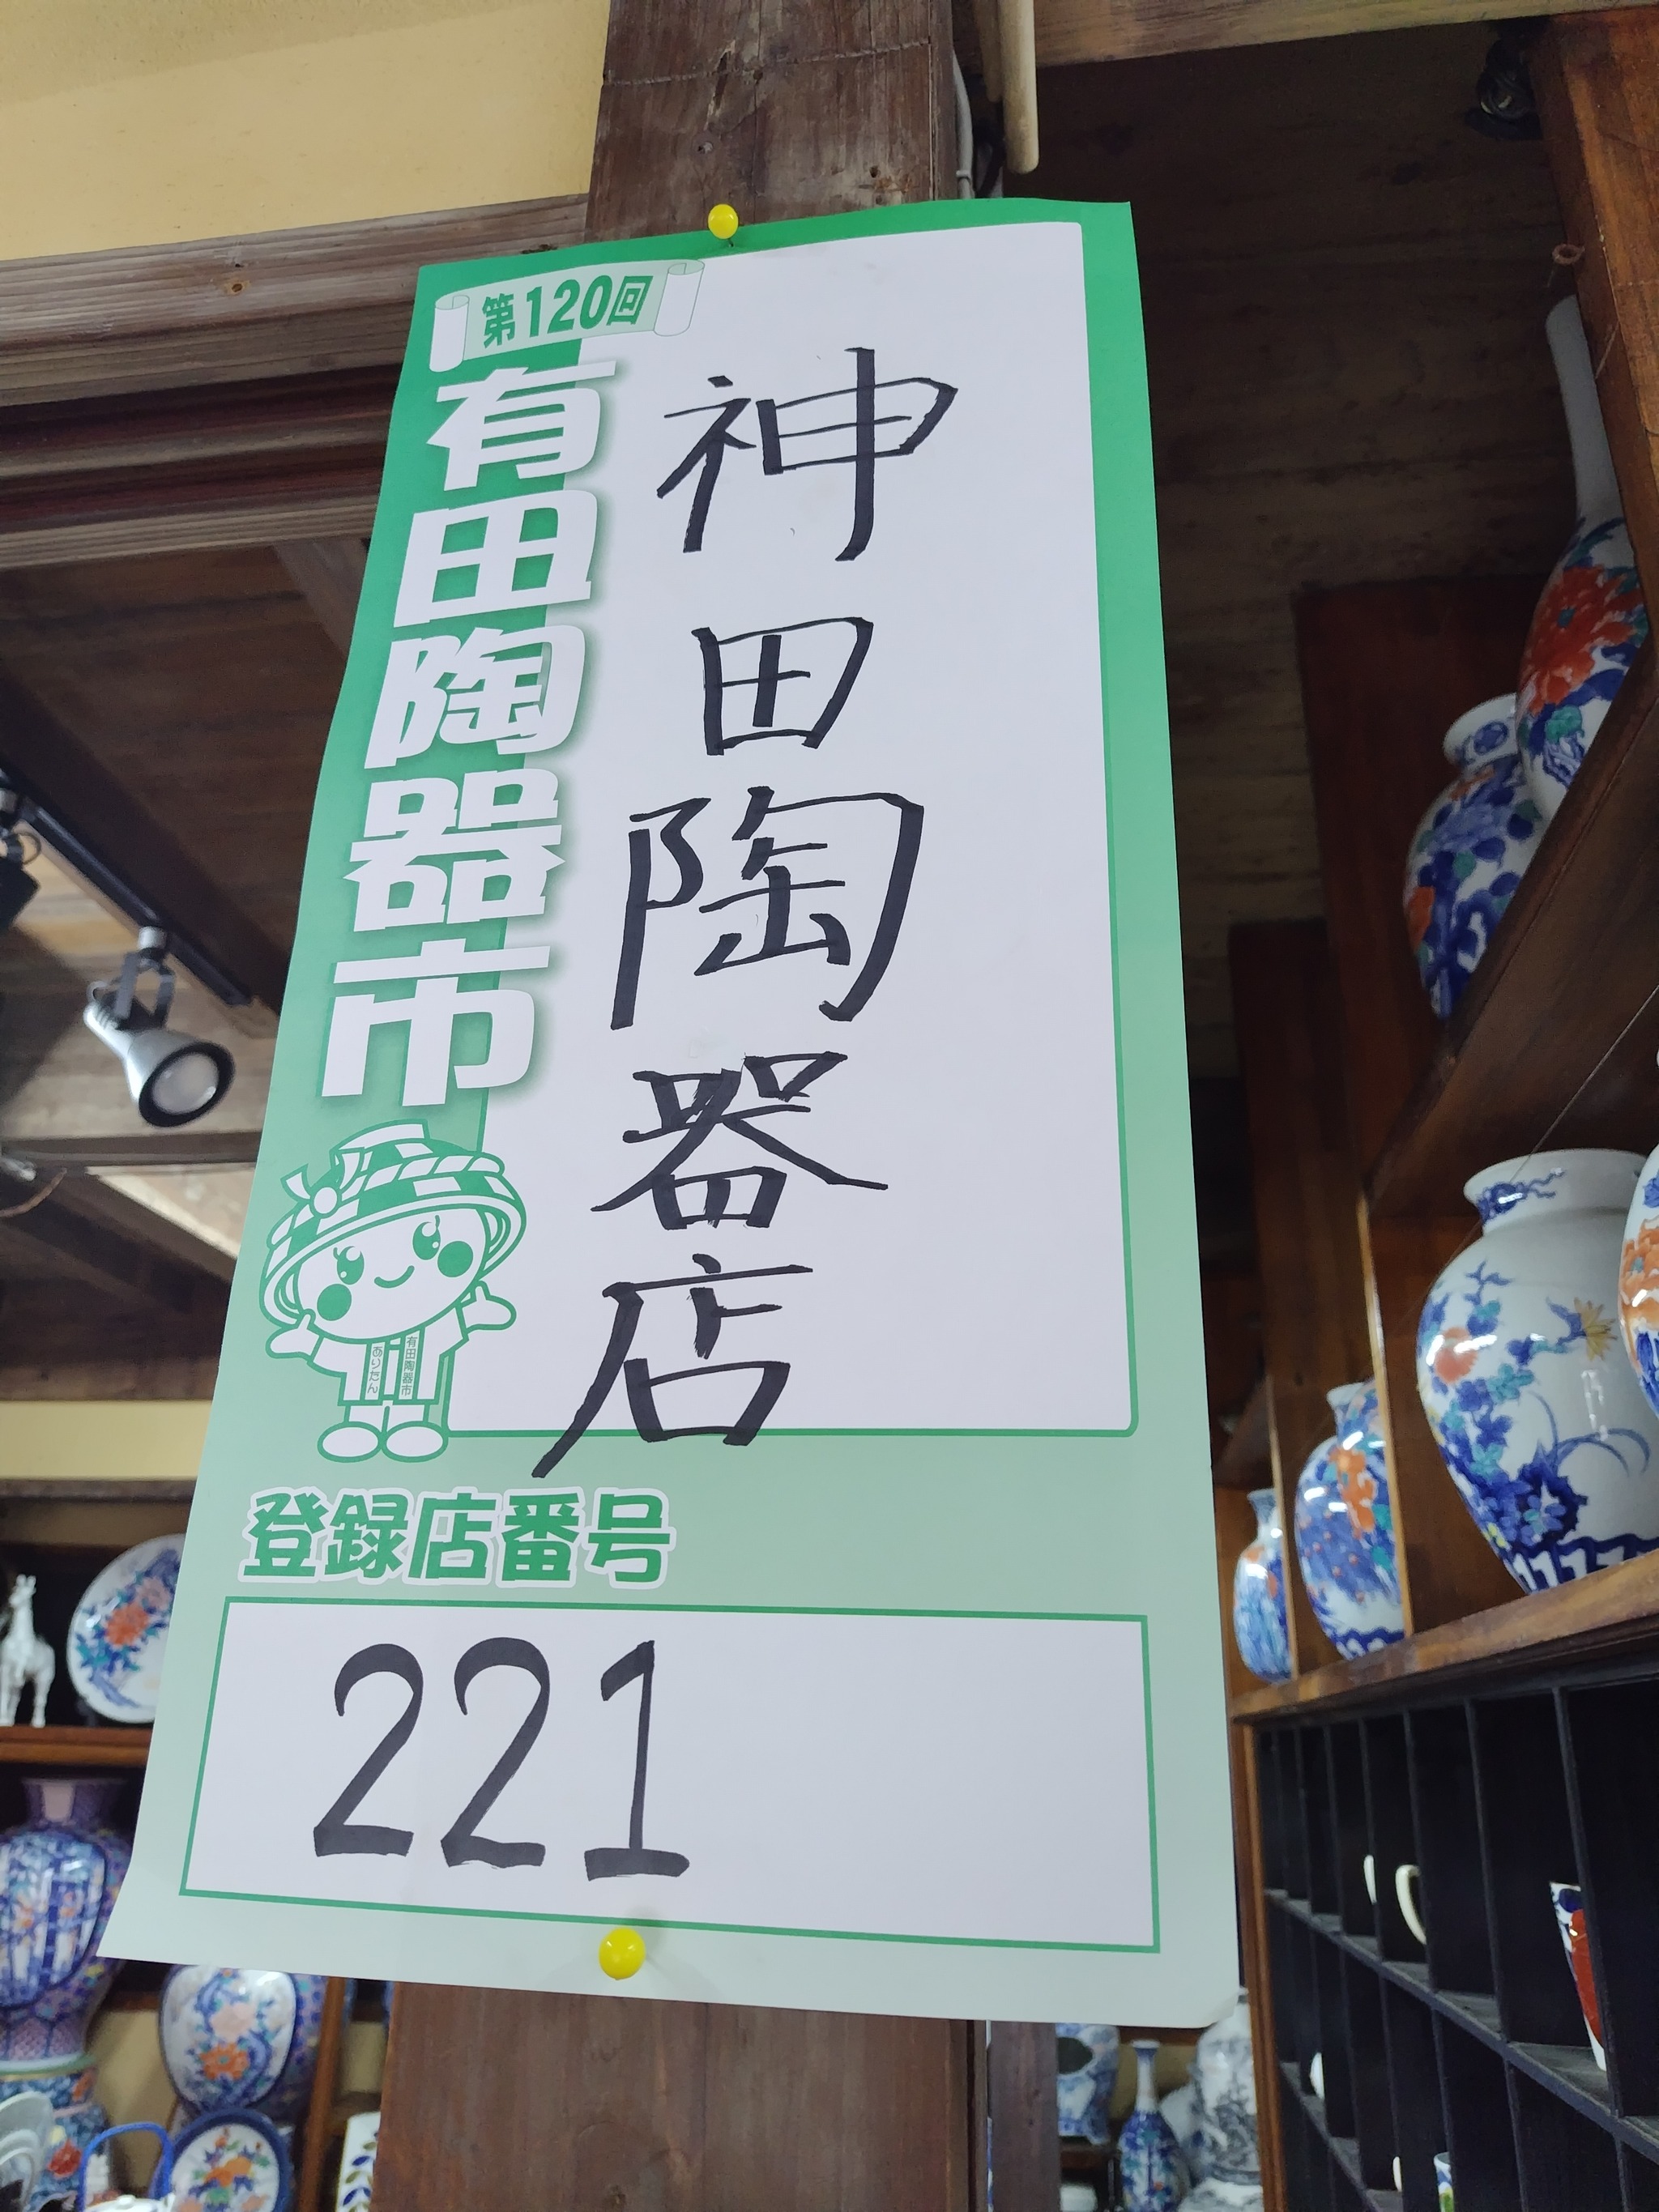 第120回
有田陶器市
神田陶器店
有田陶器市
ありたん
登録店番号
221